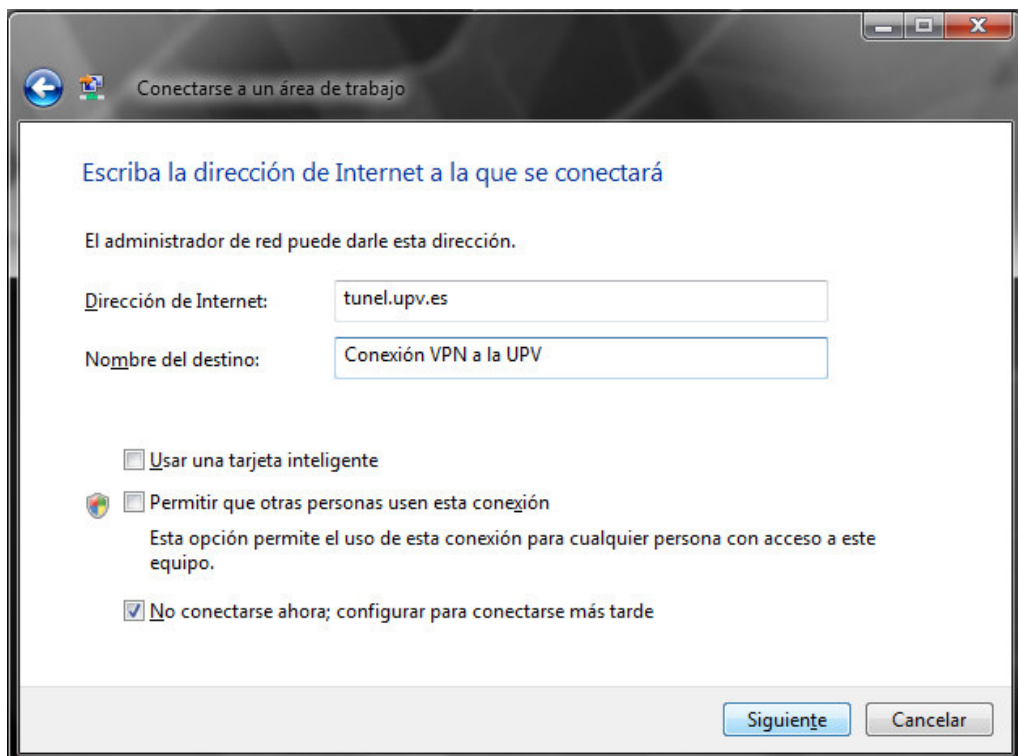 Conectarse a un área de trabajo
Escriba la dirección de Internet a la que se conectará
El administrador de red puede darle esta dirección.
Dirección de Internet: tunel.upv.es
Nombre del destino: Conexión VPN a la UPV
Usar una tarjeta inteligente
Permitir que otras personas usen esta conexión
Esta opción permite el uso de esta conexión para cualquier persona con acceso a este
equipo.
No conectarse ahora; configurar para conectarse más tarde
Siguiente Cancelar